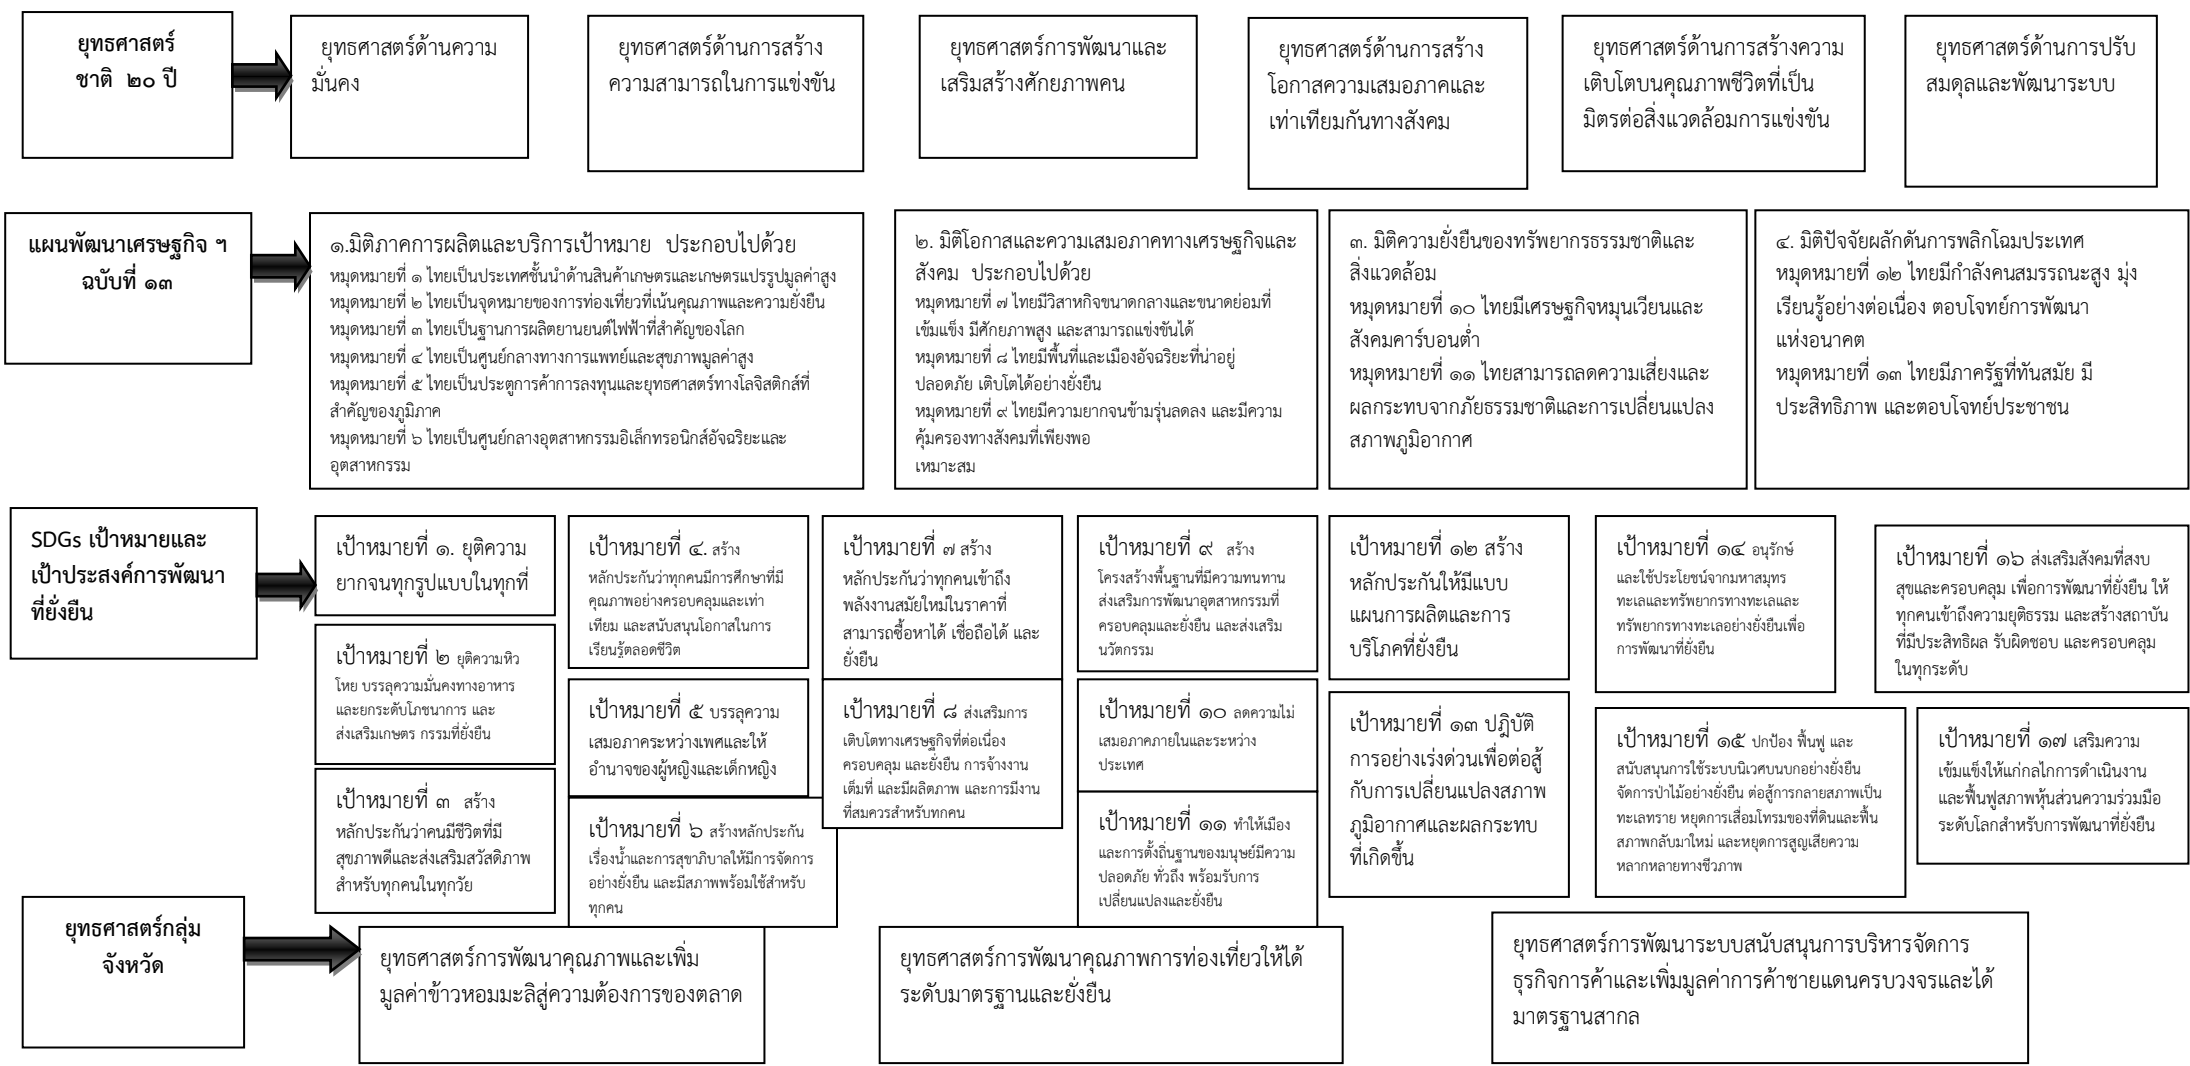 ยุทธศาสตร์
ชาติ ๒๐ ปี
ยุทธศาสตร์ด้านความ
มั่นคง
ยุทธศาสตร์ด้านการสร้าง
ความสามารถในการแข่งขัน
ยุทธศาสตร์การพัฒนาและ
เสริมสร้างศักยภาพคน
ยุทธศาสตร์ด้านการสร้าง
โอกาสความเสมอภาคและ
เท่าเทียมกันทางสังคม
ยุทธศาสตร์ด้านการสร้างความ
เติบโตบนคุณภาพชีวิตที่เป็น
มิตรต่อสิ่งแวดล้อมการแข่งขัน
ยุทธศาสตร์ด้านการปรับ
สมดุลและพัฒนาระบบ
แผนพัฒนาเศรษฐกิจ ฯ
ฉบับที่ ๑๓
๑.มิติภาคการผลิตและบริการเป้าหมาย ประกอบไปด้วย
หมุดหมายที่ ๑ ไทยเป็นประเทศชั้นนำด้านสินค้าเกษตรและเกษตรแปรรูปมูลค่าสูง
หมุดหมายที่ ๒ ไทยเป็นจุดหมายของการท่องเที่ยวที่เน้นคุณภาพและความยั่งยืน
หมุดหมายที่ ๓ ไทยเป็นฐานการผลิตยานยนต์ไฟฟ้าที่สำคัญของโลก
หมุดหมายที่ ๔ ไทยเป็นศูนย์กลางทางการแพทย์และสุขภาพมูลค่าสูง
หมุดหมายที่ ๕ ไทยเป็นประตูการค้าการลงทุนและยุทธศาสตร์ทางโลจิสติกส์ที่
สำคัญของภูมิภาค
หมุดหมายที่ ๖ ไทยเป็นศูนย์กลางอุตสาหกรรมอิเล็กทรอนิกส์อัจฉริยะและ
อุตสาหกรรม
๒. มิติโอกาสและความเสมอภาคทางเศรษฐกิจและ
สังคม ประกอบไปด้วย
หมุดหมายที่ ๗ ไทยมีวิสาหกิจขนาดกลางและขนาดย่อมที่
เข้มแข็ง มีศักยภาพสูง และสามารถแข่งขันได้
หมุดหมายที่ ๘ ไทยมีพื้นที่และเมืองอัจฉริยะที่น่าอยู่
ปลอดภัย เติบโตได้อย่างยั่งยืน
หมุดหมายที่ ๙ ไทยมีความยากจนข้ามรุ่นลดลง และมีความ
คุ้มครองทางสังคมที่เพียงพอ
เหมาะสม
๓. มิติความยั่งยืนของทรัพยากรธรรมชาติและ
สิ่งแวดล้อม
หมุดหมายที่ ๑๐ ไทยมีเศรษฐกิจหมุนเวียนและ
สังคมคาร์บอนต่ำ
หมุดหมายที่ ๑๑ ไทยสามารถลดความเสี่ยงและ
ผลกระทบจากภัยธรรมชาติและการเปลี่ยนแปลง
สภาพภูมิอากาศ
๔. มิติปัจจัยผลักดันการพลิกโฉมประเทศ
หมุดหมายที่ ๑๒ ไทยมีกำลังคนสมรรถนะสูง มุ่ง
เรียนรู้อย่างต่อเนื่อง ตอบโจทย์การพัฒนา
แห่งอนาคต
หมุดหมายที่ ๑๓ ไทยมีภาครัฐที่ทันสมัย มี
ประสิทธิภาพ และตอบโจทย์ประชาชน
SDGs เป้าหมายและ
เป้าประสงค์การพัฒนา
ที่ยั่งยืน
เป้าหมายที่ ๑. ยุติความ
ยากจนทุกรูปแบบในทุกที่
เป้าหมายที่ ๒ ยุติความหิว
โหย บรรลุความมั่นคงทางอาหาร
และยกระดับโภชนาการ และ
ส่งเสริมเกษตร กรรมที่ยั่งยืน
เป้าหมายที่ ๓ สร้าง
หลักประกันว่าคนมีชีวิตที่มี
สุขภาพดีและส่งเสริมสวัสดิภาพ
สำหรับทุกคนในทุกวัย
เป้าหมายที่ ๔. สร้าง
หลักประกันว่าทุกคนมีการศึกษาที่มี
คุณภาพอย่างครอบคลุมและเท่า
เทียม และสนับสนุนโอกาสในการ
เรียนรู้ตลอดชีวิต
เป้าหมายที่ ๕ บรรลุความ
เสมอภาคระหว่างเพศและให้
อำนาจของผู้หญิงและเด็กหญิง
เป้าหมายที่ ๖ สร้างหลักประกัน
เรื่องน้ำและการสุขาภิบาลให้มีการจัดการ
อย่างยั่งยืน และมีสภาพพร้อมใช้สำหรับ
ทุกคน
เป้าหมายที่ ๗ สร้าง
หลักประกันว่าทุกคนเข้าถึง
พลังงานสมัยใหม่ในราคาที่
สามารถซื้อหาได้ เชื่อถือได้ และ
ยั่งยืน
เป้าหมายที่ ๘ ส่งเสริมการ
เติบโตทางเศรษฐกิจที่ต่อเนื่อง
ครอบคลุม และยั่งยืน การจ้างงาน
เต็มที่ และมีผลิตภาพ และการมีงาน
ที่สมควรสำหรับทุกคน
เป้าหมายที่ ๙ สร้าง
โครงสร้างพื้นฐานที่มีความทนทาน
ส่งเสริมการพัฒนาอุตสาหกรรมที่
ครอบคลุมและยั่งยืน และส่งเสริม
นวัตกรรม
เป้าหมายที่ ๑๐ ลดความไม่
เสมอภาคภายในและระหว่าง
ประเทศ
เป้าหมายที่ ๑๑ ทำให้เมือง
และการตั้งถิ่นฐานของมนุษย์มีความ
ปลอดภัย ทั่วถึง พร้อมรับการ
เปลี่ยนแปลงและยั่งยืน
เป้าหมายที่ ๑๒ สร้าง
หลักประกันให้มีแบบ
แผนการผลิตและการ
บริโภคที่ยั่งยืน
เป้าหมายที่ ๑๓ ปฏิบัติ
การอย่างเร่งด่วนเพื่อต่อสู้
กับการเปลี่ยนแปลงสภาพ
ภูมิอากาศและผลกระทบ
ที่เกิดขึ้น
เป้าหมายที่ ๑๔ อนุรักษ์
และใช้ประโยชน์จากมหาสมุทร
ทะเลและทรัพยากรทางทะเลและ
ทรัพยากรทางทะเลอย่างยั่งยืนเพื่อ
การพัฒนาที่ยั่งยืน
เป้าหมายที่ ๑๕ ปกป้อง ฟื้นฟู และ
สนับสนุนการใช้ระบบนิเวศบนบกอย่างยั่งยืน
จัดการป่าไม้อย่างยั่งยืน ต่อสู้การกลายสภาพเป็น
ทะเลทราย หยุดการเสื่อมโทรมของที่ดินและฟื้น
สภาพกลับมาใหม่ และหยุดการสูญเสียความ
หลากหลายทางชีวภาพ
เป้าหมายที่ ๑๖ ส่งเสริมสังคมที่สงบ
สุขและครอบคลุม เพื่อการพัฒนาที่ยั่งยืน ให้
ทุกคนเข้าถึงความยุติธรรม และสร้างสถาบัน
ที่มีประสิทธิผล รับผิดชอบ และครอบคลุม
ในทุกระดับ
เป้าหมายที่ ๑๗ เสริมความ
เข้มแข็งให้แก่กลไกการดำเนินงาน
และฟื้นฟูสภาพหุ้นส่วนความร่วมมือ
ระดับโลกสำหรับการพัฒนาที่ยั่งยืน
ยุทธศาสตร์กลุ่ม
จังหวัด
ยุทธศาสตร์การพัฒนาคุณภาพและเพิ่ม
มูลค่าข้าวหอมมะลิสู่ความต้องการของตลาด
ยุทธศาสตร์การพัฒนาคุณภาพการท่องเที่ยวให้ได้
ระดับมาตรฐานและยั่งยืน
ยุทธศาสตร์การพัฒนาระบบสนับสนุนการบริหารจัดการ
ธุรกิจการค้าและเพิ่มมูลค่าการค้าชายแดนครบวงจรและได้
มาตรฐานสากล